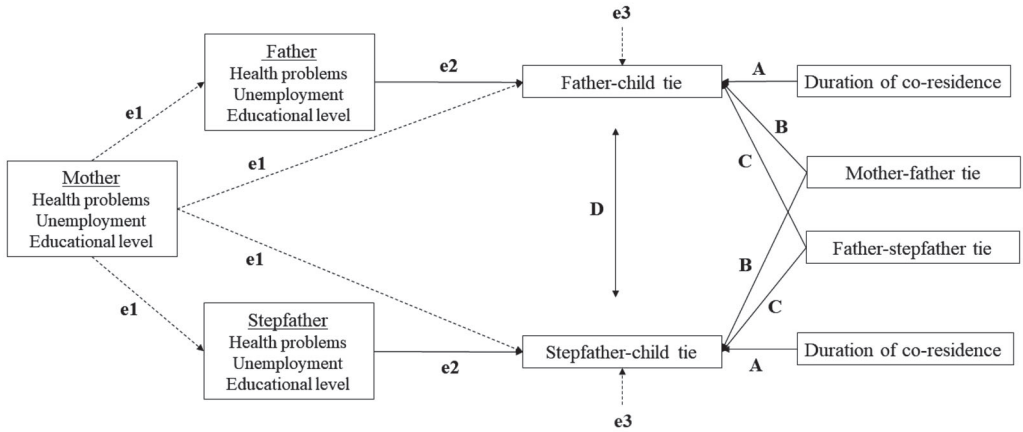 e3
Father
Health problems
Unemployment
Educational level
e2
Father-child tie
A
Duration of co-residence
e1
B
e1
C
Mother-father tie
Mother
Health problems
Unemployment
Educational level
D
Father-stepfather tie
e1
B
C
e1
Stepfather
Health problems
Unemployment
Educational level
e2
Stepfather-child tie
A
Duration of co-residence
e3